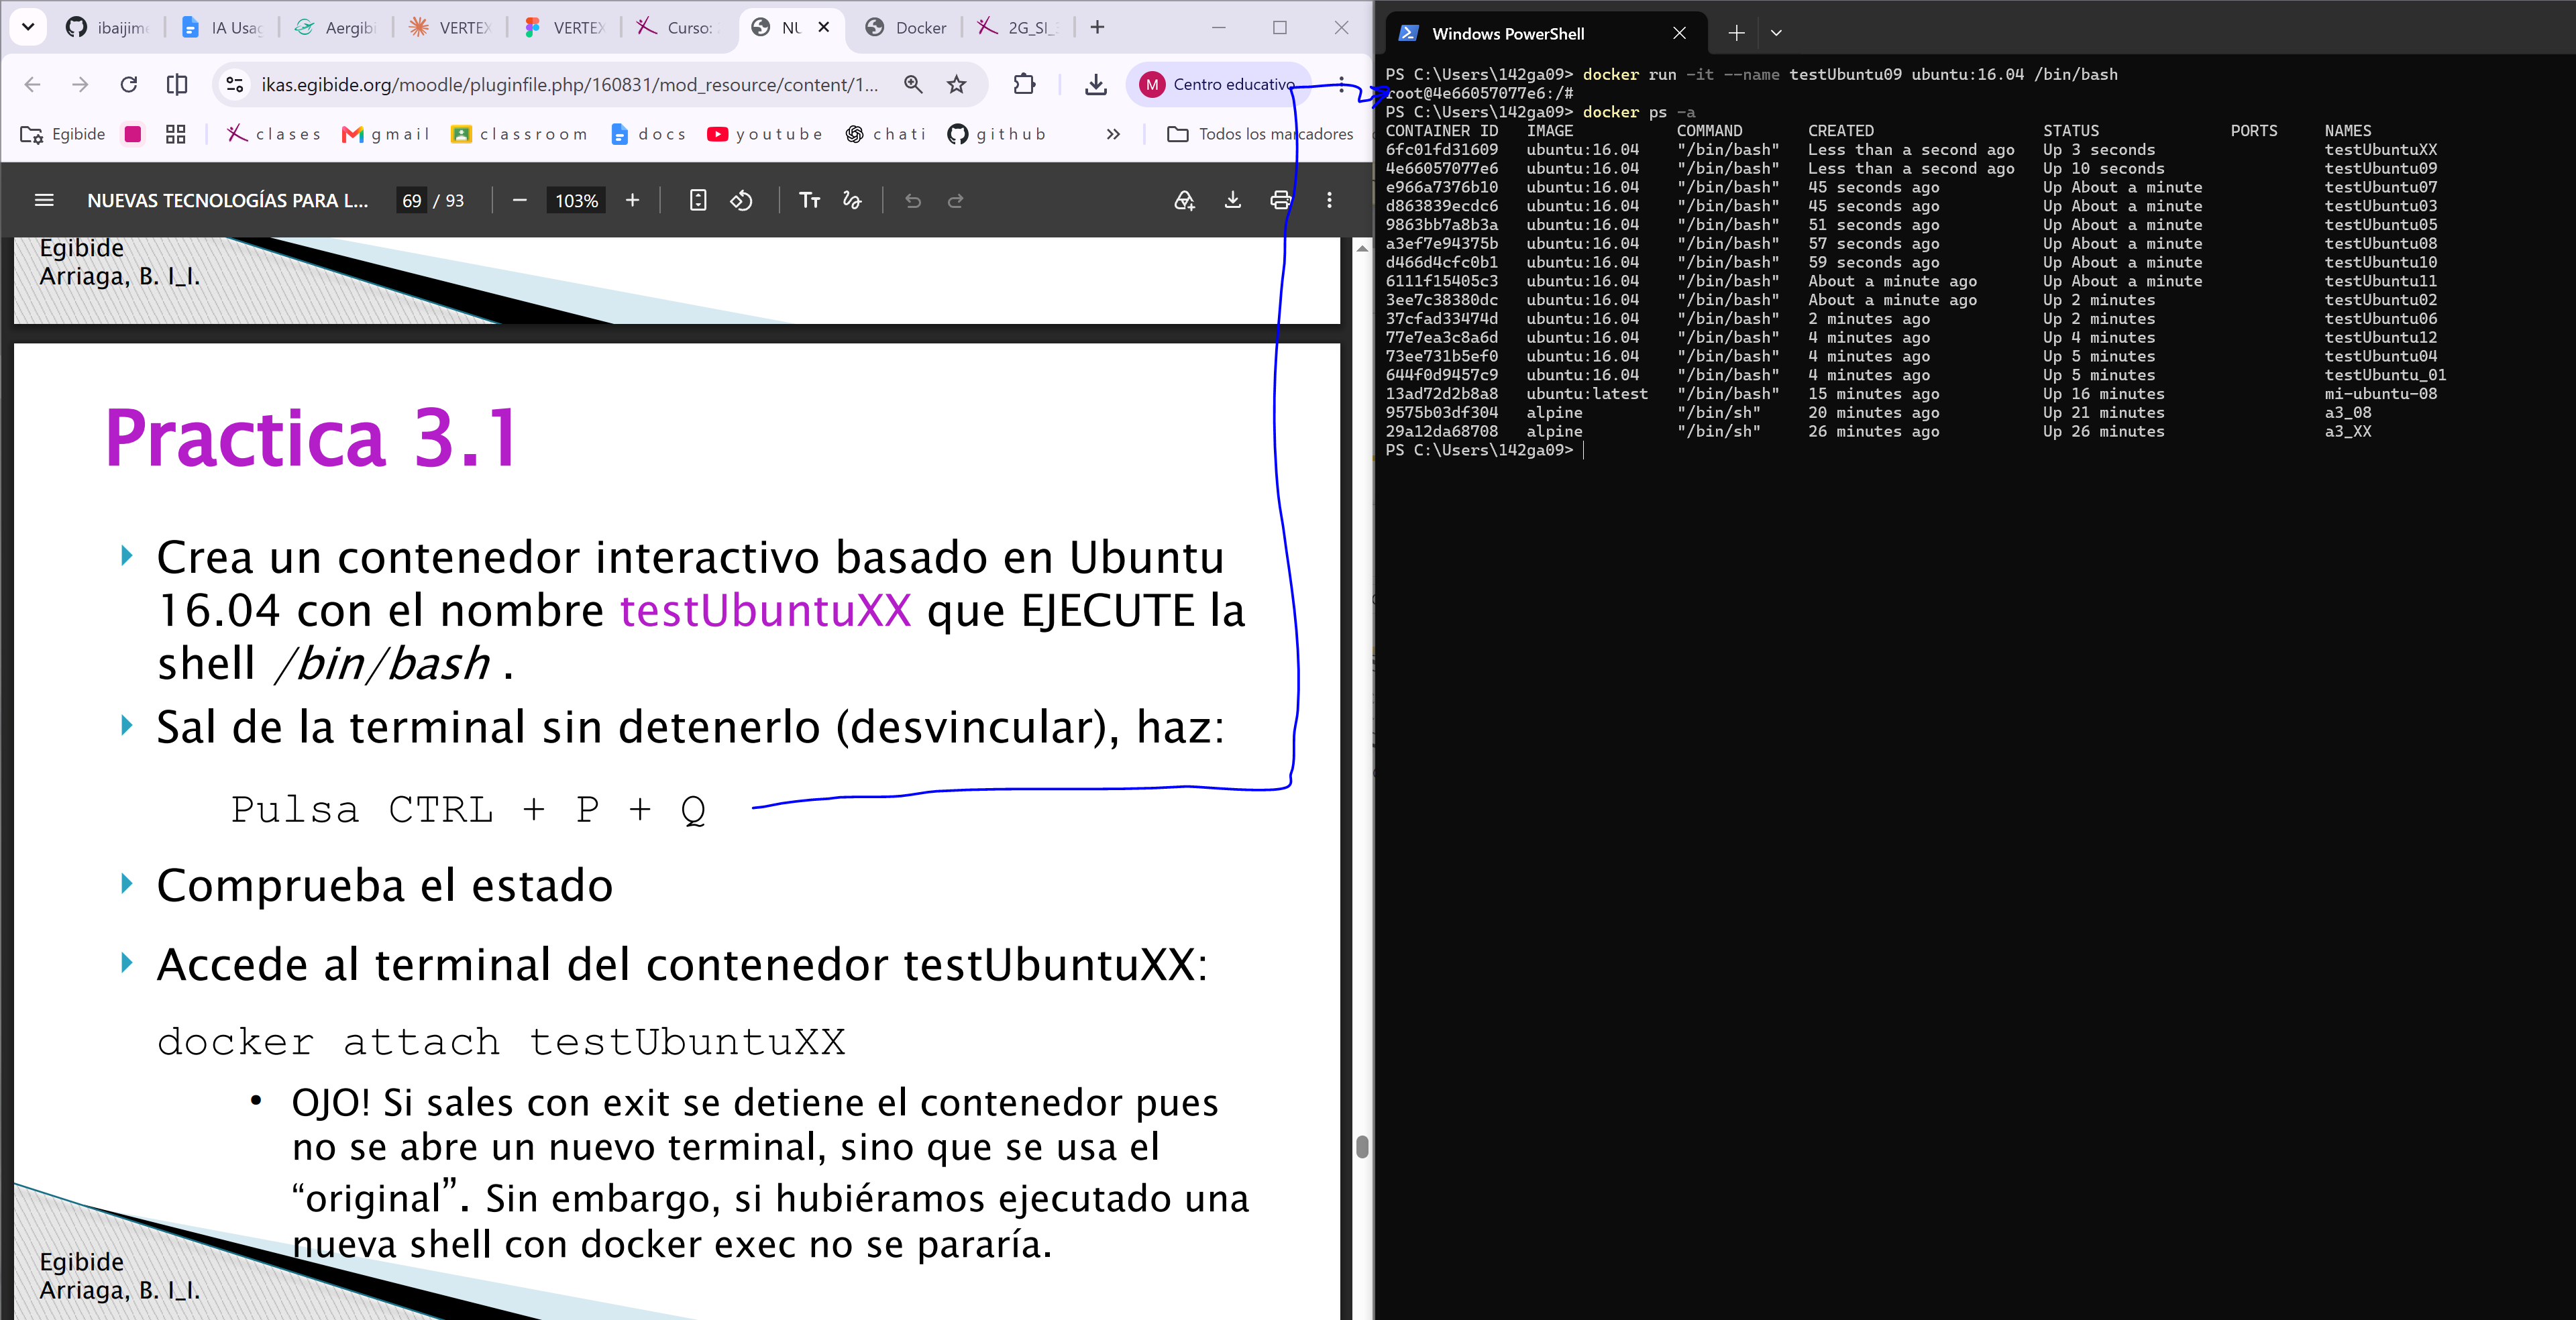 ibaijime
IA Usag
Aergibi
VERTEX
VERTEX
Curso: 2
NU
Docker
2G_SI_
ikas.egibide.org/moodle/pluginfile.php/160831/mod_resource/content/1...
M Centro educativo
Egibide
clases
gmail
classroom
docs
youtube
chati
github
Todos los marcadores
NUEVAS TECNOLOGÍAS PARA L...
69 / 93
103%
Egibide
Arriaga, B. I_I.
Practica 3.1
Crea un contenedor interactivo basado en Ubuntu
16.04 con el nombre testUbuntuXX que EJECUTE la
shell /bin/bash .
Sal de la terminal sin detenerlo (desvincular), haz:
Pulsa CTRL + P + Q
Comprueba el estado
Accede al terminal del contenedor testUbuntuXX:
docker attach testUbuntuXX
• OJO! Si sales con exit se detiene el contenedor pues
no se abre un nuevo terminal, sino que se usa el
“original”. Sin embargo, si hubiéramos ejecutado una
nueva shell con docker exec no se pararía.
Egibide
Arriaga, B. I_I.
Windows PowerShell
PS C:\Users\142ga09> docker run -it --name testUbuntu09 ubuntu:16.04 /bin/bash
root@4e66057077e6:/#
PS C:\Users\142ga09> docker ps -a
CONTAINER ID IMAGE COMMAND CREATED STATUS PORTS NAMES
6fc01fd31609 ubuntu:16.04 "/bin/bash" Less than a second ago Up 3 seconds testUbuntuXX
4e66057077e6 ubuntu:16.04 "/bin/bash" Less than a second ago Up 10 seconds testUbuntu09
e966a7376b10 ubuntu:16.04 "/bin/bash" 45 seconds ago Up About a minute testUbuntu07
d863839ecdc6 ubuntu:16.04 "/bin/bash" 45 seconds ago Up About a minute testUbuntu03
9863bb7a8b3a ubuntu:16.04 "/bin/bash" 51 seconds ago Up About a minute testUbuntu05
a3ef7e94375b ubuntu:16.04 "/bin/bash" 57 seconds ago Up About a minute testUbuntu08
d466d4cfc0b1 ubuntu:16.04 "/bin/bash" 59 seconds ago Up About a minute testUbuntu10
6111f15405c3 ubuntu:16.04 "/bin/bash" About a minute ago Up About a minute testUbuntu11
3ee7c38380dc ubuntu:16.04 "/bin/bash" About a minute ago Up 2 minutes testUbuntu02
37cfad33474d ubuntu:16.04 "/bin/bash" 2 minutes ago Up 2 minutes testUbuntu06
77e7ea3c8a6d ubuntu:16.04 "/bin/bash" 4 minutes ago Up 4 minutes testUbuntu12
73ee731b5ef0 ubuntu:16.04 "/bin/bash" 4 minutes ago Up 5 minutes testUbuntu04
644f0d9457c9 ubuntu:16.04 "/bin/bash" 4 minutes ago Up 5 minutes testUbuntu_01
13ad72d2b8a8 ubuntu:latest "/bin/bash" 15 minutes ago Up 16 minutes mi-ubuntu-08
9575b03df304 alpine "/bin/sh" 20 minutes ago Up 21 minutes a3_08
29a12da68708 alpine "/bin/sh" 26 minutes ago Up 26 minutes a3_XX
PS C:\Users\142ga09>